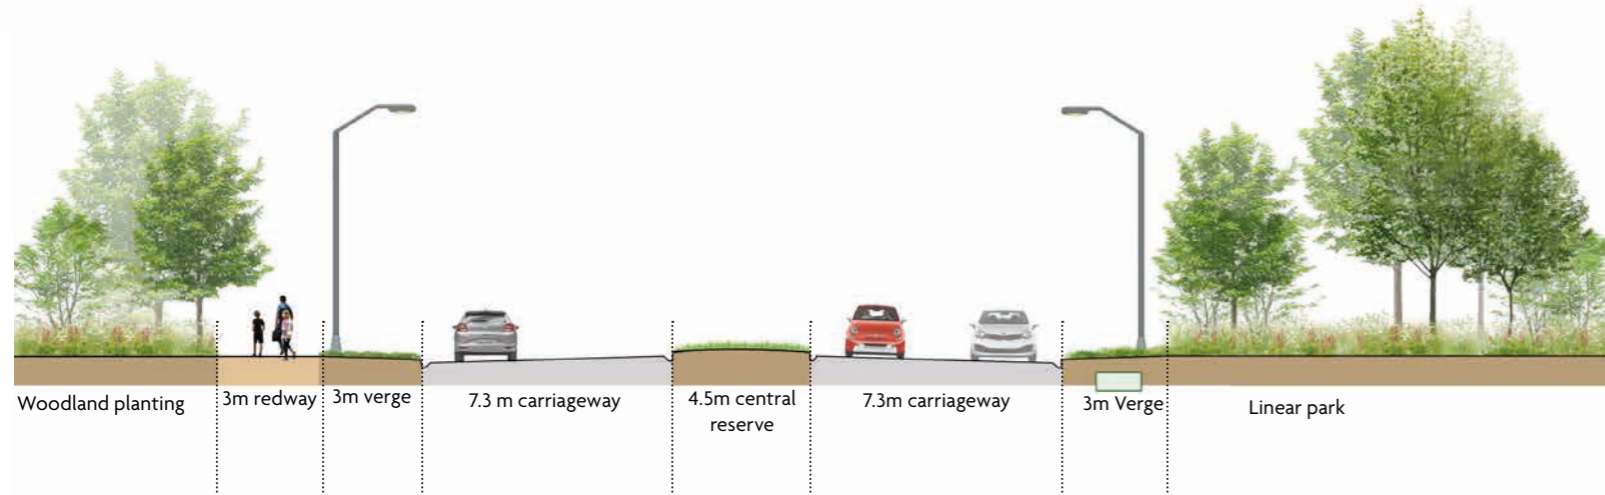 Woodland planting
3m redway
3m verge
7.3 m carriageway
4.5m central
reserve
7.3m carriageway
3m Verge
Linear park